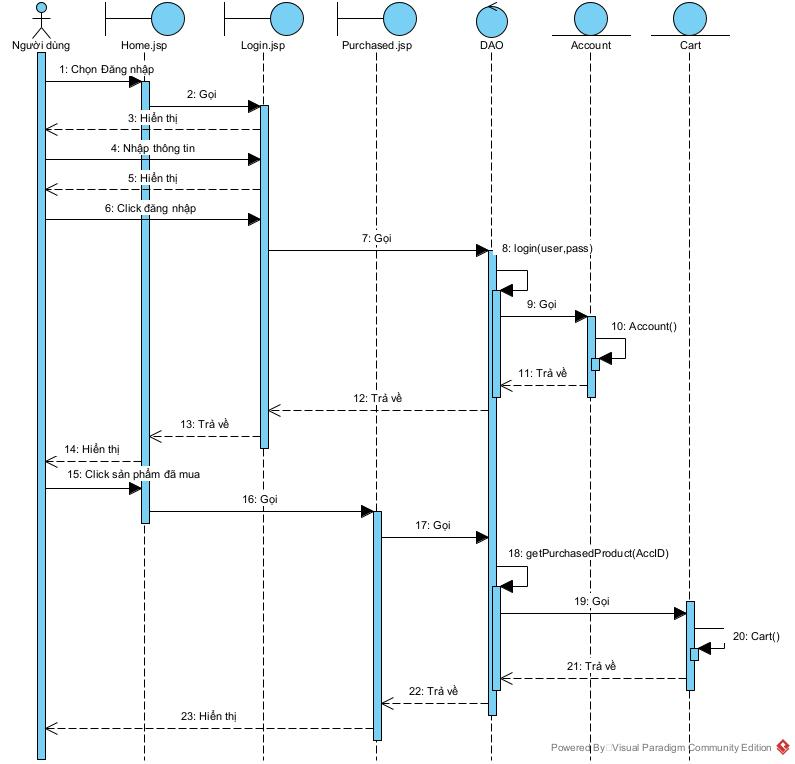 Người dùng
Home.jsp
Login.jsp
Purchased.jsp
DAO
Account
Cart
1: Chọn Đăng nhập
2: Gọi
3: Hiển thị
4: Nhập thông tin
5: Hiển thị
6: Click đăng nhập
7: Gọi
8: login(user,pass)
9: Gọi
10: Account()
11: Trả về
12: Trả về
13: Trả về
14: Hiển thị
15: Click sản phẩm đã mua
16: Gọi
17: Gọi
18: getPurchasedProduct(AccID)
19: Gọi
20: Cart()
21: Trả về
22: Trả về
23: Hiển thị
Powered By Visual Paradigm Community Edition